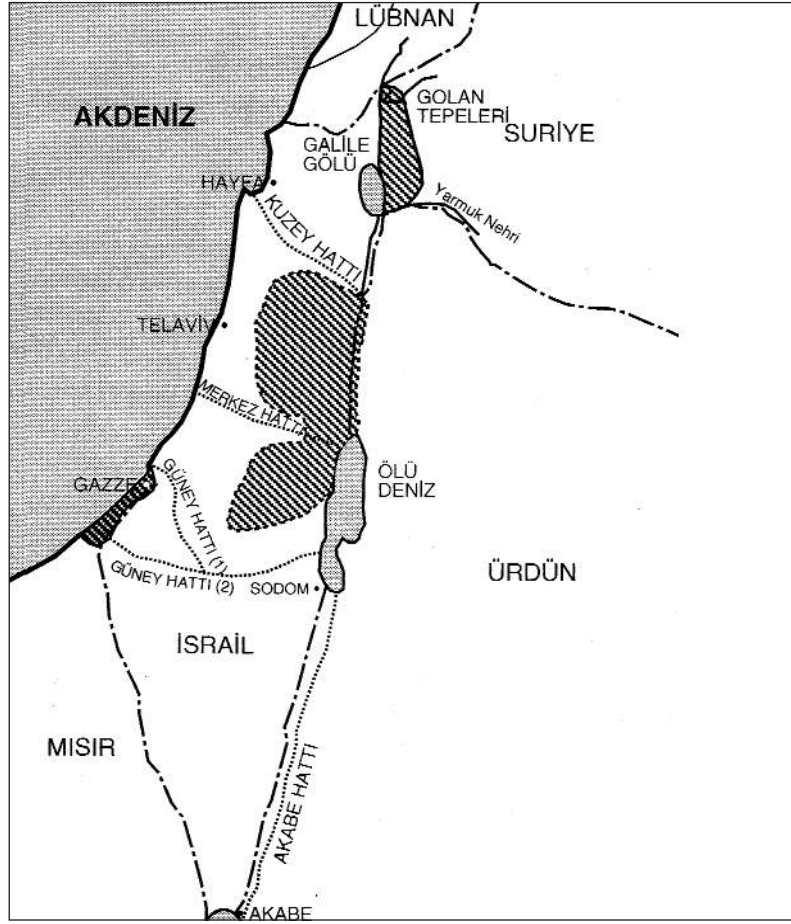 LÜBNAN
AKDENİZ
GOLAN
TEPELERİ
SURİYE
GALİLE
GÖLÜ
HAYFA
Yarmuk Nehri
KUZEY HATTI
TELAVİV
MERKEZ HATTI
ÖLÜ
DENİZ
GAZZE
GÜNEY HATTI (1)
GÜNEY HATTI (2)
SODOM
ÜRDÜN
İSRAİL
MISIR
AKABE HATTI
AKABE